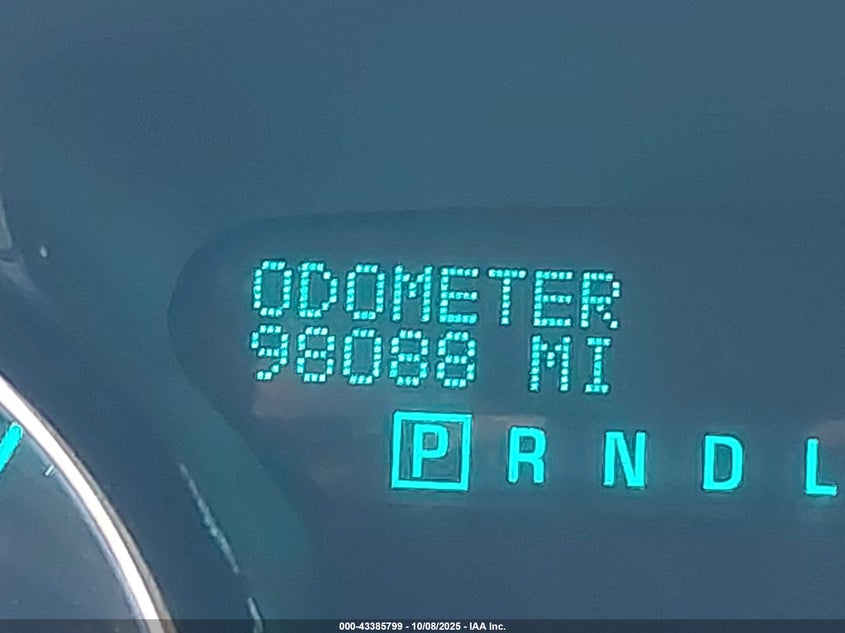 ODOMETER
98088 MI
P R N D L
000-43385799 - 10/08/2025 - IAA Inc.